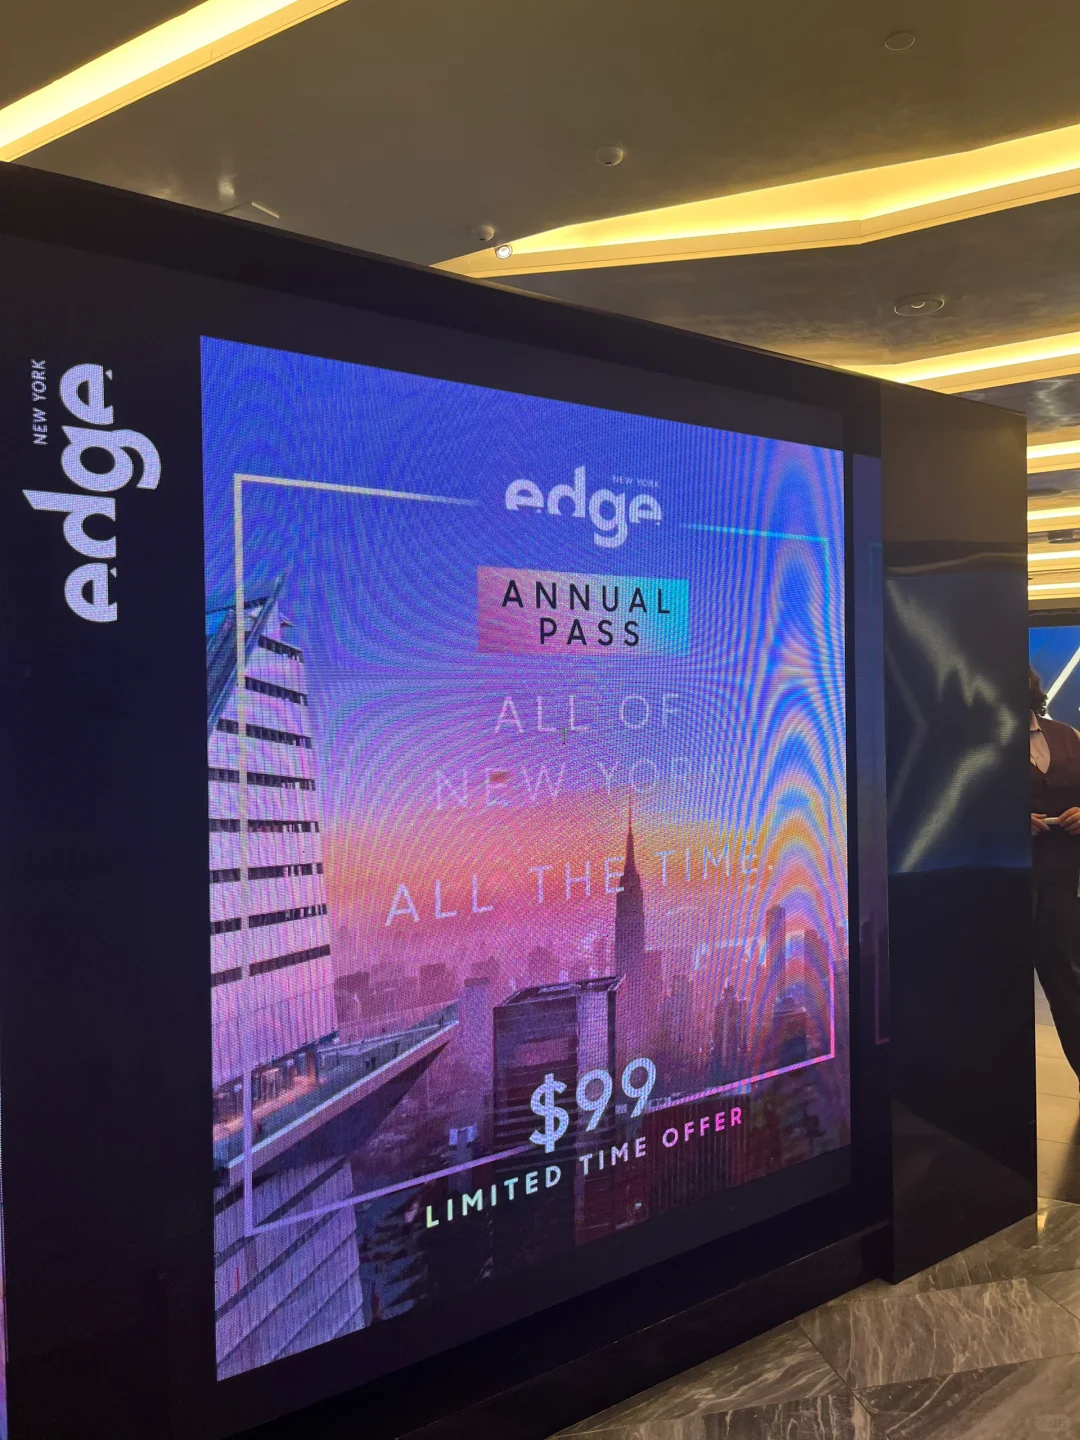 NEW YORK
edge
NEW YORK
edge
ANNUAL
PASS
ALL OF
NEW YORK
ALL THE TIME.
$99
LIMITED TIME OFFER